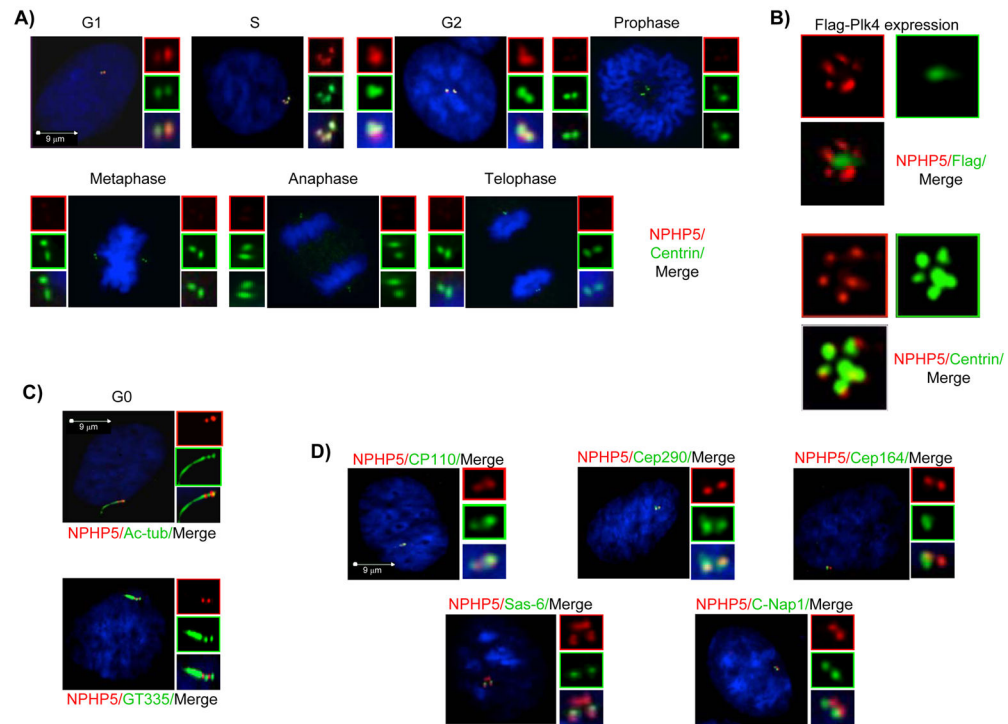 A)
G1
S
G2
Prophase
9 μm
Metaphase
Anaphase
Telophase
NPHP5/
Centrin/
Merge
B)
Flag-Plk4 expression
NPHP5/Flag/
Merge
NPHP5/Centrin/
Merge
C)
G0
9 μm
NPHP5/Ac-tub/Merge
NPHP5/GT335/Merge
D)
NPHP5/CP110/Merge
NPHP5/Cep290/Merge
NPHP5/Cep164/Merge
9 μm
NPHP5/Sas-6/Merge
NPHP5/C-Nap1/Merge